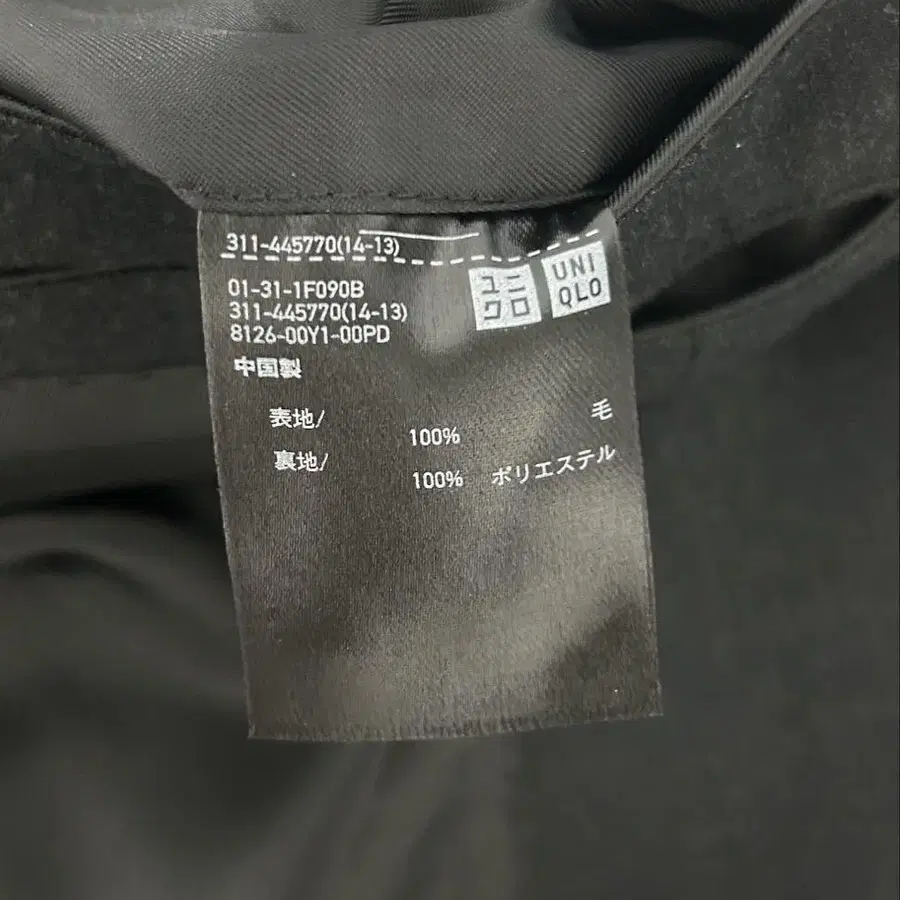 311-445770(14-13)
ユニ
クロ
UNI
QLO
01-31-1F090B
311-445770(14-13)
8126-00Y1-00PD
中国製
表地/
100% 毛
裏地/
100% ポリエステル